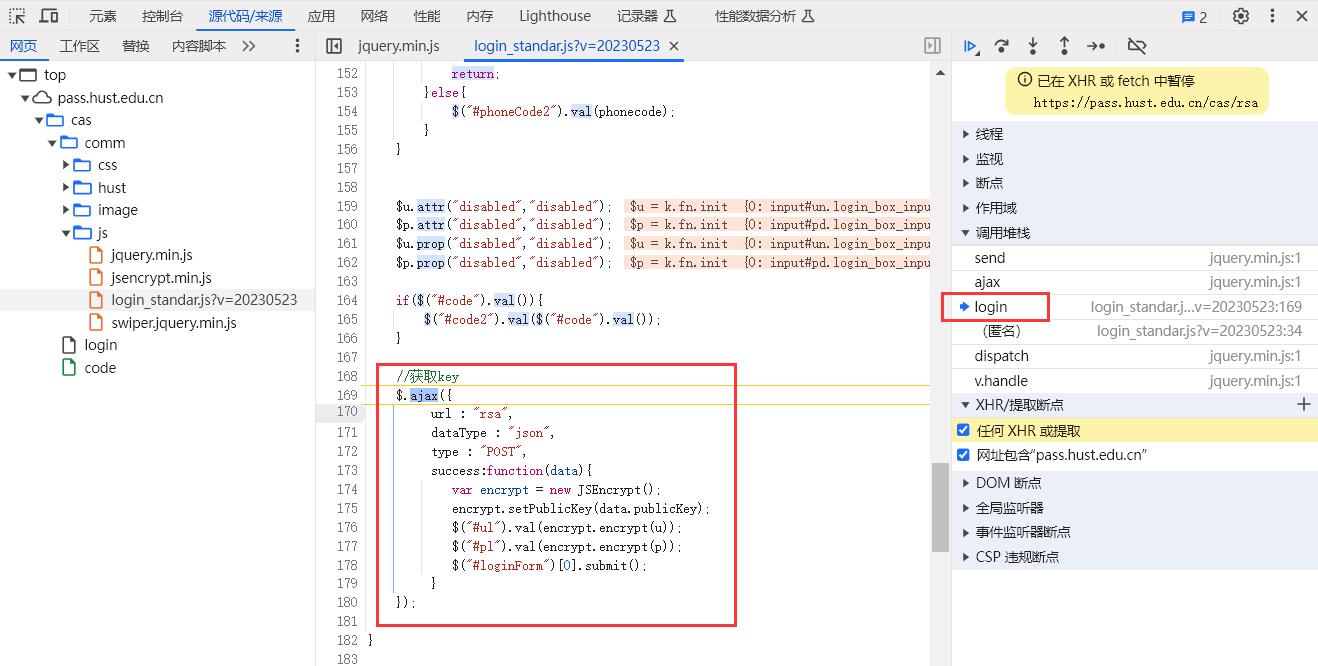 元素 控制台 源代码/来源 应用 网络 性能 内存 Lighthouse 记录器 性能数据分析 2
网页 工作区 替换 内容脚本 jquery.min.js login_standar.js?v=20230523
top
pass.hust.edu.cn
cas
comm
css
hust
image
js
jquery.min.js
jsencrypt.min.js
login_standar.js?v=20230523
swiper.jquery.min.js
login
code
152 return;
153 }else{
154 $("#phoneCode2").val(phonecode);
155 }
156 }
157
158
159 $u.attr("disabled","disabled"); $u = k.fn.init {0: input#un.login_box_inpu
160 $p.attr("disabled","disabled"); $p = k.fn.init {0: input#pd.login_box_inpu
161 $u.prop("disabled","disabled"); $u = k.fn.init {0: input#un.login_box_inpu
162 $p.prop("disabled","disabled"); $p = k.fn.init {0: input#pd.login_box_inpu
163
164 if($("#code").val()){
165 $("#code2").val($("#code").val());
166 }
167
168 //获取key
169 $.ajax({
170 url : "rsa",
171 dataType : "json",
172 type : "POST",
173 success:function(data){
174 var encrypt = new JSEncrypt();
175 encrypt.setPublicKey(data.publicKey);
176 $("#ul").val(encrypt.encrypt(u));
177 $("#pl").val(encrypt.encrypt(p));
178 $("#loginForm")[0].submit();
179 }
180 });
181
182 }
183
已在 XHR 或 fetch 中暂停
https://pass.hust.edu.cn/cas/rsa
线程
监视
断点
作用域
调用堆栈
send jquery.min.js:1
ajax jquery.min.js:1
login login_standar.j...v=20230523:169
（匿名） login_standar.js?v=20230523:34
dispatch jquery.min.js:1
v.handle jquery.min.js:1
XHR/提取断点
任何 XHR 或提取
网址包含“pass.hust.edu.cn”
DOM 断点
全局监听器
事件监听器断点
CSP 违规断点